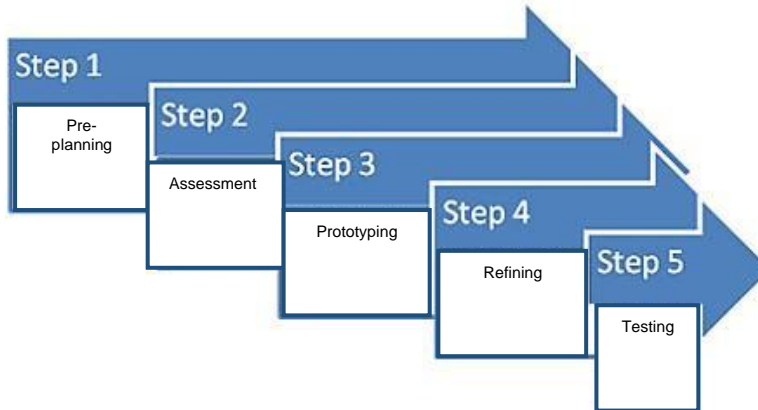 Step 1
Pre-
planning
Step 2
Assessment
Step 3
Prototyping
Step 4
Refining
Step 5
Testing